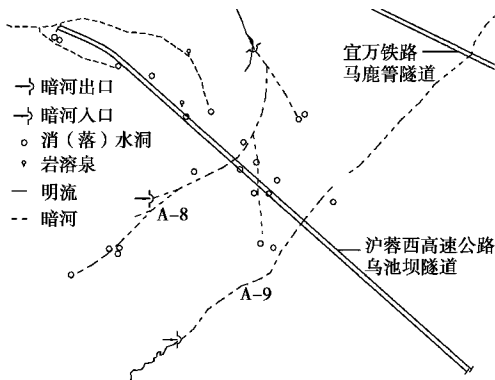 宜万铁路
马鹿箐隧道
暗河出口
暗河入口
消（落）水洞
岩溶泉
明流
暗河
A-8
沪蓉西高速公路
乌池坝隧道
A-9